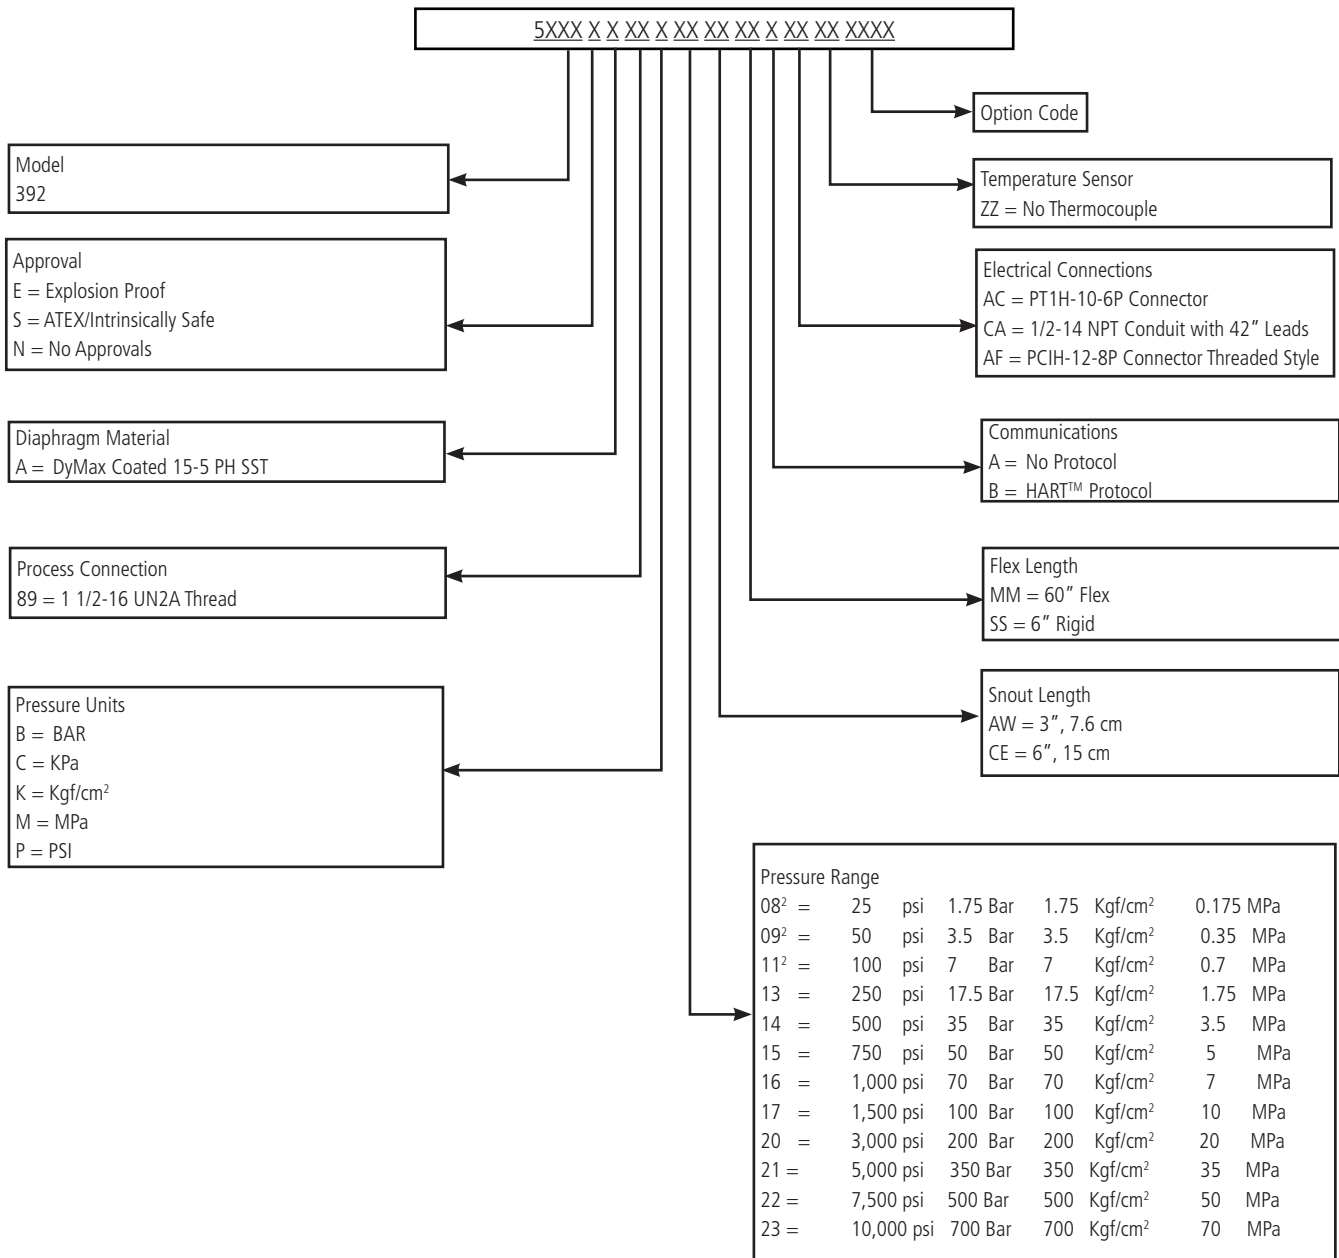 5XXX X X XX X XX XX XX X XX XX XXXX
Option Code
Model
392
Temperature Sensor
ZZ = No Thermocouple
Approval
E = Explosion Proof
S = ATEX/Intrinsically Safe
N = No Approvals
Electrical Connections
AC = PT1H-10-6P Connector
CA = 1/2-14 NPT Conduit with 42” Leads
AF = PCIH-12-8P Connector Threaded Style
Diaphragm Material
A = DyMax Coated 15-5 PH SST
Communications
A = No Protocol
B = HART™ Protocol
Process Connection
89 = 1 1/2-16 UN2A Thread
Flex Length
MM = 60” Flex
SS = 6” Rigid
Pressure Units
B = BAR
C = KPa
K = Kgf/cm²
M = MPa
P = PSI
Snout Length
AW = 3”, 7.6 cm
CE = 6”, 15 cm
Pressure Range
08² = 25 psi 1.75 Bar 1.75 Kgf/cm² 0.175 MPa
09² = 50 psi 3.5 Bar 3.5 Kgf/cm² 0.35 MPa
11² = 100 psi 7 Bar 7 Kgf/cm² 0.7 MPa
13 = 250 psi 17.5 Bar 17.5 Kgf/cm² 1.75 MPa
14 = 500 psi 35 Bar 35 Kgf/cm² 3.5 MPa
15 = 750 psi 50 Bar 50 Kgf/cm² 5 MPa
16 = 1,000 psi 70 Bar 70 Kgf/cm² 7 MPa
17 = 1,500 psi 100 Bar 100 Kgf/cm² 10 MPa
20 = 3,000 psi 200 Bar 200 Kgf/cm² 20 MPa
21 = 5,000 psi 350 Bar 350 Kgf/cm² 35 MPa
22 = 7,500 psi 500 Bar 500 Kgf/cm² 50 MPa
23 = 10,000 psi 700 Bar 700 Kgf/cm² 70 MPa